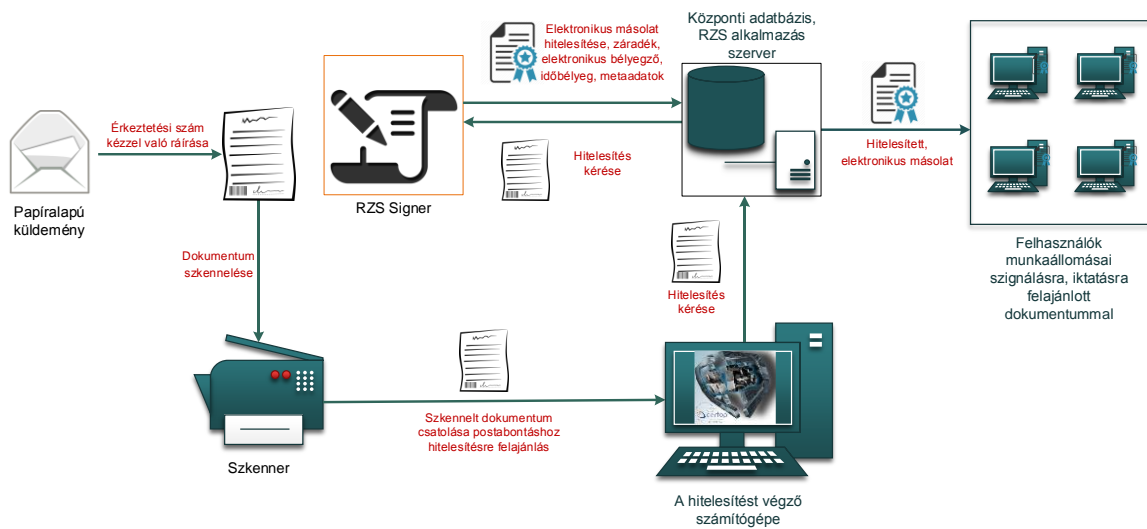 Elektronikus másolat
hitelesítése, záradék,
elektronikus bélyegző,
időbélyeg, metaadatok
Központi adatbázis,
RZS alkalmazás
szerver
Érkeztetési szám
kézzel való ráírása
Hitelesítés
kérése
Hitelesített,
elektronikus másolat
Papíralapú
küldemény
RZS Signer
Dokumentum
szkennelése
Hitelesítés
kérése
Felhasználók
munkaállomásai
szignálásra, iktatásra
felajánlott
dokumentummal
Szkennelt dokumentum
csatolása postabontáshoz
hitelesítésre felajánlás
certop
Szkenner
A hitelesítést végző
számítógépe